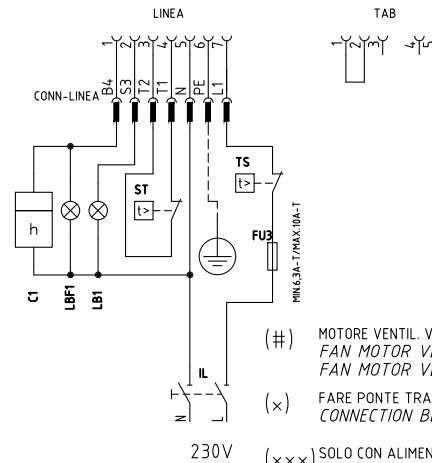 LINEA
TAB
1 2 3 4 5 6 7
1 2 3 4 5
B4 S3 T2 T1 N PE L1
CONN-LINEA
TS
t>
ST
t>
h
FU3
MIN.6,3A-T/MAX.10A-T
C1
LBF1
LB1
IL
N L
230V
(#) MOTORE VENTIL.
FAN MOTOR
FAN MOTOR
(x) FARE PONTE
CONNECTION
(xxx) SOLO CON